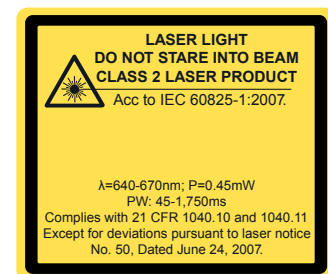 LASER LIGHT
DO NOT STARE INTO BEAM
CLASS 2 LASER PRODUCT
Acc to IEC 60825-1:2007.
λ=640-670nm; P=0.45mW
PW: 45-1,750ms
Complies with 21 CFR 1040.10 and 1040.11
Except for deviations pursuant to laser notice
No. 50, Dated June 24, 2007.